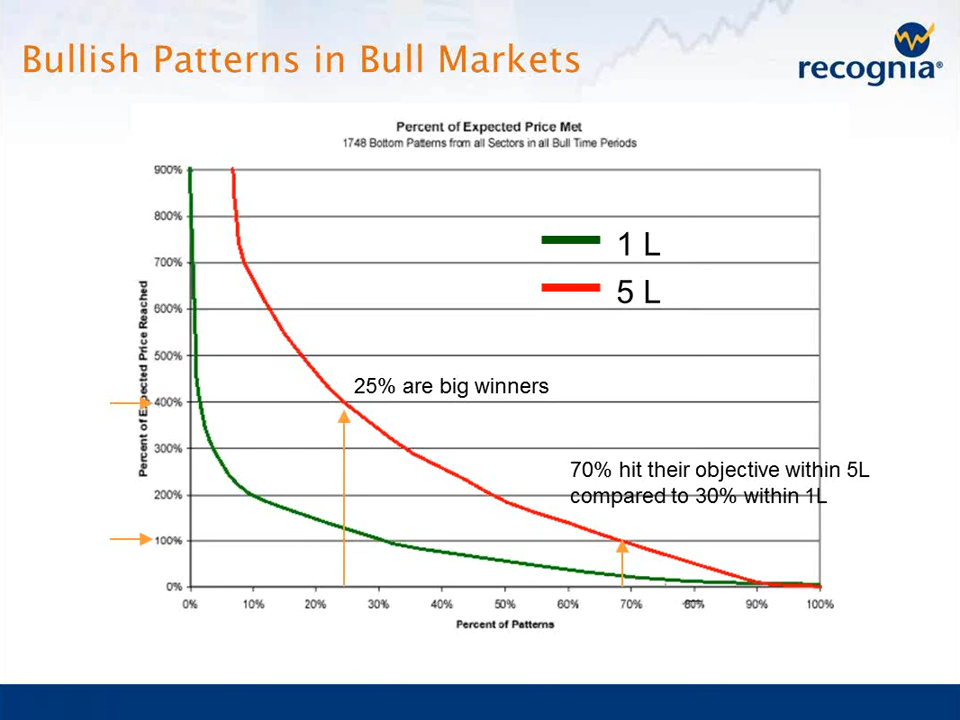 Bullish Patterns in Bull Markets
recognia®
Percent of Expected Price Met
1748 Bottom Patterns from all Sectors in all Bull Time Periods
900%
800%
700%
600%
500%
400%
300%
200%
100%
0%
Percent of Expected Price Reached
1 L
5 L
25% are big winners
70% hit their objective within 5L
compared to 30% within 1L
0% 10% 20% 30% 40% 50% 60% 70% 80% 90% 100%
Percent of Patterns